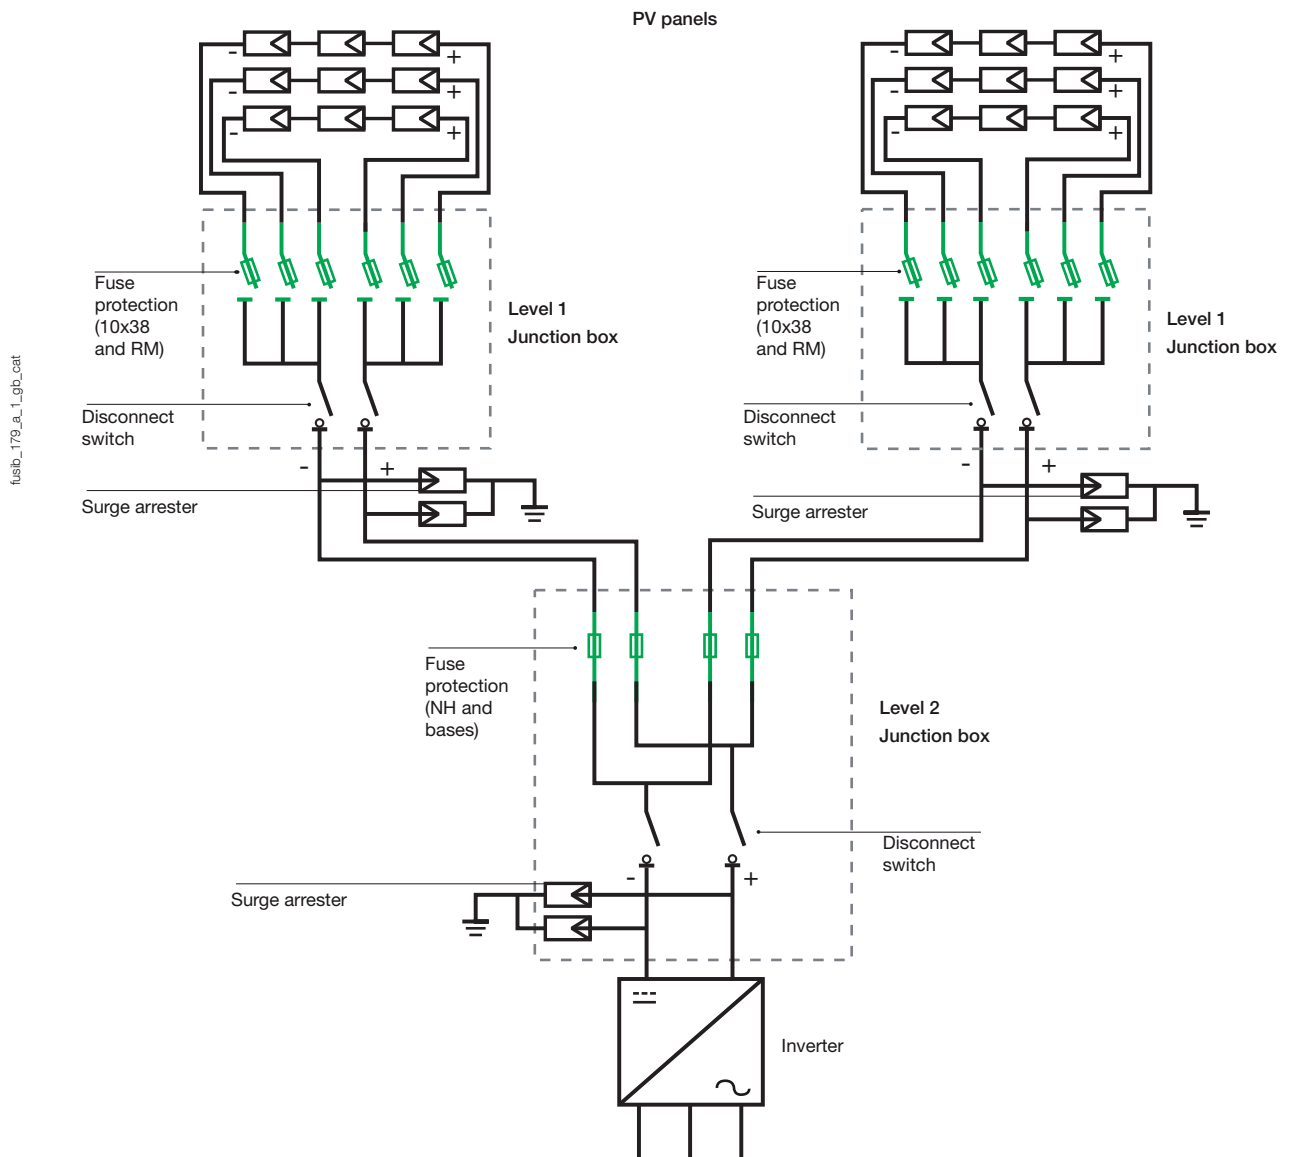 PV panels
-
+
-
+
-
+
-
+
-
+
-
+
Fuse
protection
(10x38
and RM)
Level 1
Junction box
Fuse
protection
(10x38
and RM)
Level 1
Junction box
fusib_179_a_1_gb_cat
Disconnect
switch
Disconnect
switch
-
+
-
+
Surge arrester
Surge arrester
Fuse
protection
(NH and
bases)
Level 2
Junction box
Disconnect
switch
-
+
Surge arrester
Inverter